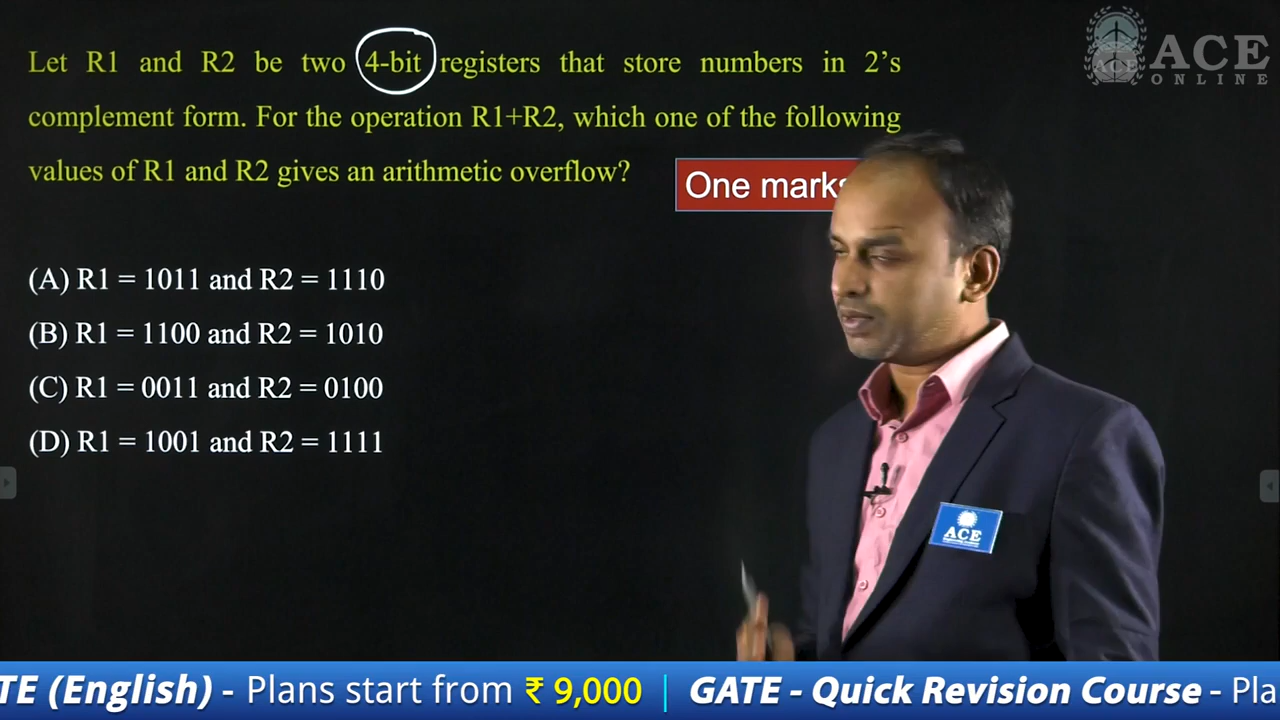 Let R1 and R2 be two 4-bit registers that store numbers in 2’s
complement form. For the operation R1+R2, which one of the following
values of R1 and R2 gives an arithmetic overflow?
One marks
(A) R1 = 1011 and R2 = 1110
(B) R1 = 1100 and R2 = 1010
(C) R1 = 0011 and R2 = 0100
(D) R1 = 1001 and R2 = 1111
ACE
ACE
ONLINE
ACE
TE (English) - Plans start from ₹ 9,000 | GATE - Quick Revision Course - Pla